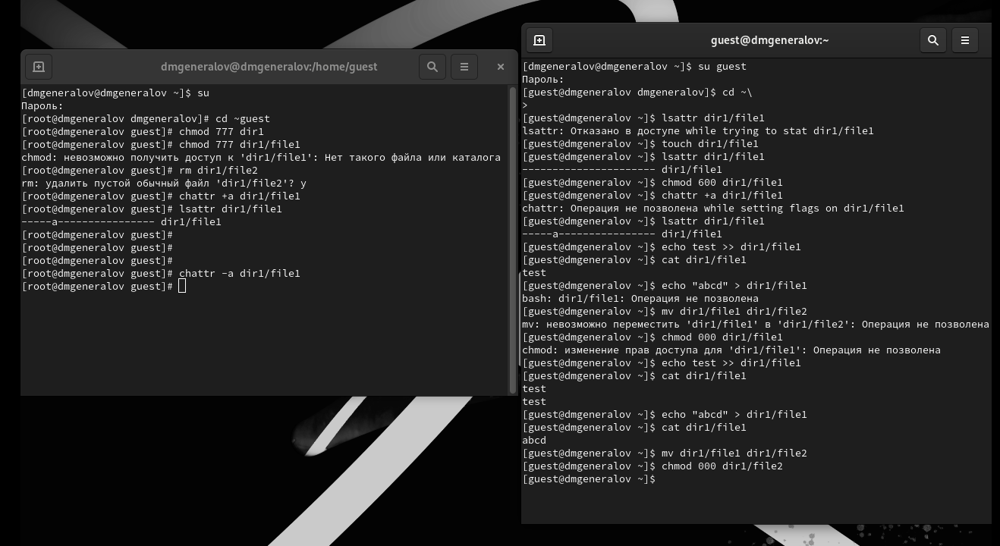 dmgeneralov@dmgeneralov:/home/guest
[dmgeneralov@dmgeneralov ~]$ su
Пароль:
[root@dmgeneralov dmgeneralov]# cd ~guest
[root@dmgeneralov guest]# chmod 777 dir1
[root@dmgeneralov guest]# chmod 777 dir1/file1
chmod: невозможно получить доступ к 'dir1/file1': Нет такого файла или каталога
[root@dmgeneralov guest]# rm dir1/file2
rm: удалить пустой обычный файл 'dir1/file2'? y
[root@dmgeneralov guest]# chattr +a dir1/file1
[root@dmgeneralov guest]# lsattr dir1/file1
-----a---------------- dir1/file1
[root@dmgeneralov guest]#
[root@dmgeneralov guest]#
[root@dmgeneralov guest]#
[root@dmgeneralov guest]# chattr -a dir1/file1
[root@dmgeneralov guest]#
guest@dmgeneralov:~
[dmgeneralov@dmgeneralov ~]$ su guest
Пароль:
[guest@dmgeneralov dmgeneralov]$ cd ~\
>
[guest@dmgeneralov ~]$ lsattr dir1/file1
lsattr: Отказано в доступе while trying to stat dir1/file1
[guest@dmgeneralov ~]$ touch dir1/file1
[guest@dmgeneralov ~]$ lsattr dir1/file1
---------------------- dir1/file1
[guest@dmgeneralov ~]$ chmod 600 dir1/file1
[guest@dmgeneralov ~]$ chattr +a dir1/file1
chattr: Операция не позволена while setting flags on dir1/file1
[guest@dmgeneralov ~]$ lsattr dir1/file1
-----a---------------- dir1/file1
[guest@dmgeneralov ~]$ echo test >> dir1/file1
[guest@dmgeneralov ~]$ cat dir1/file1
test
[guest@dmgeneralov ~]$ echo "abcd" > dir1/file1
bash: dir1/file1: Операция не позволена
[guest@dmgeneralov ~]$ mv dir1/file1 dir1/file2
mv: невозможно переместить 'dir1/file1' в 'dir1/file2': Операция не позволена
[guest@dmgeneralov ~]$ chmod 000 dir1/file1
chmod: изменение прав доступа для 'dir1/file1': Операция не позволена
[guest@dmgeneralov ~]$ echo test >> dir1/file1
[guest@dmgeneralov ~]$ cat dir1/file1
test
test
[guest@dmgeneralov ~]$ echo "abcd" > dir1/file1
[guest@dmgeneralov ~]$ cat dir1/file1
abcd
[guest@dmgeneralov ~]$ mv dir1/file1 dir1/file2
[guest@dmgeneralov ~]$ chmod 000 dir1/file2
[guest@dmgeneralov ~]$